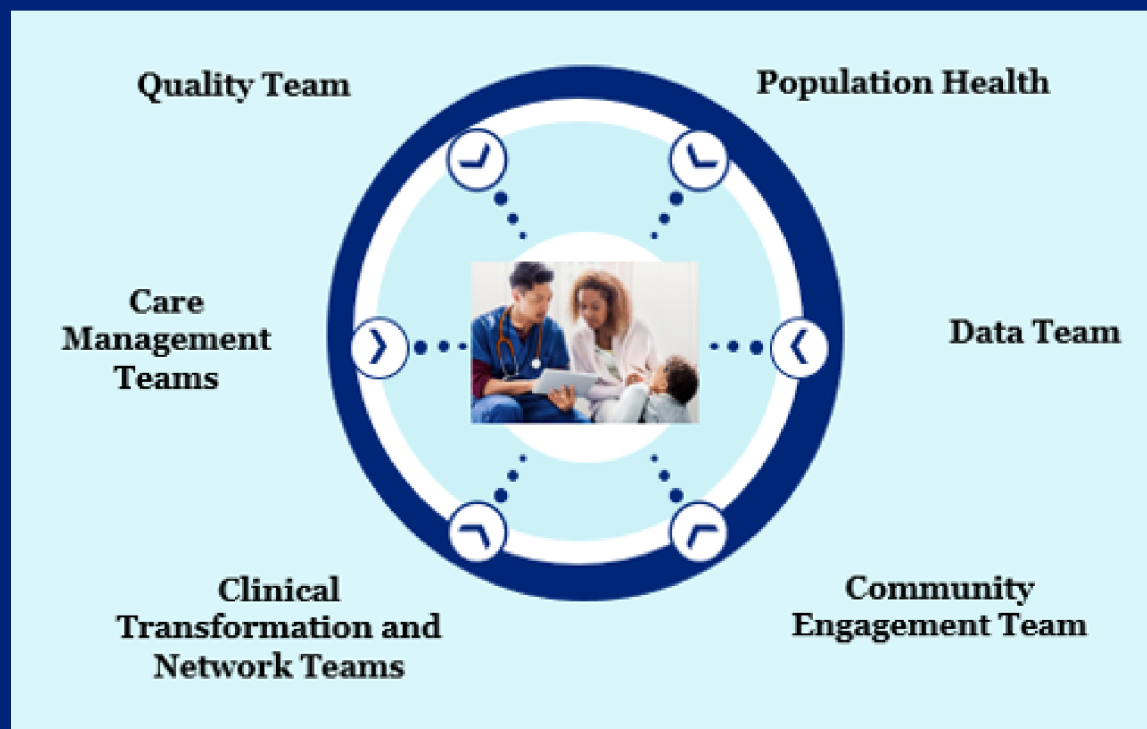 Quality Team
Population Health
Care
Management
Teams
Data Team
Clinical
Transformation and
Network Teams
Community
Engagement Team